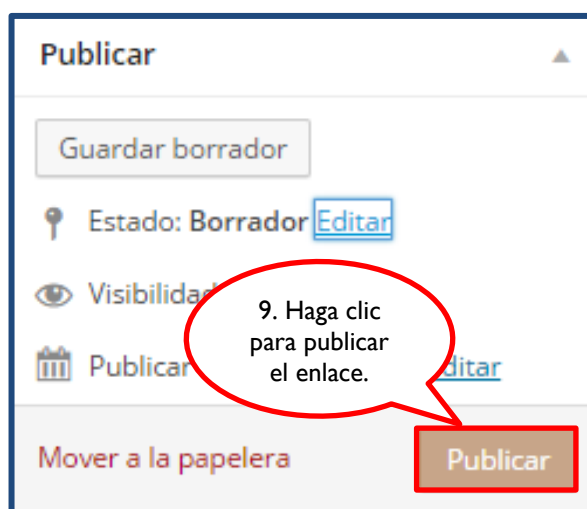 Publicar
Guardar borrador
Estado: Borrador Editar
Visibilidad
9. Haga clic
para publicar
el enlace.
Publicar
Mover a la papelera
Publicar